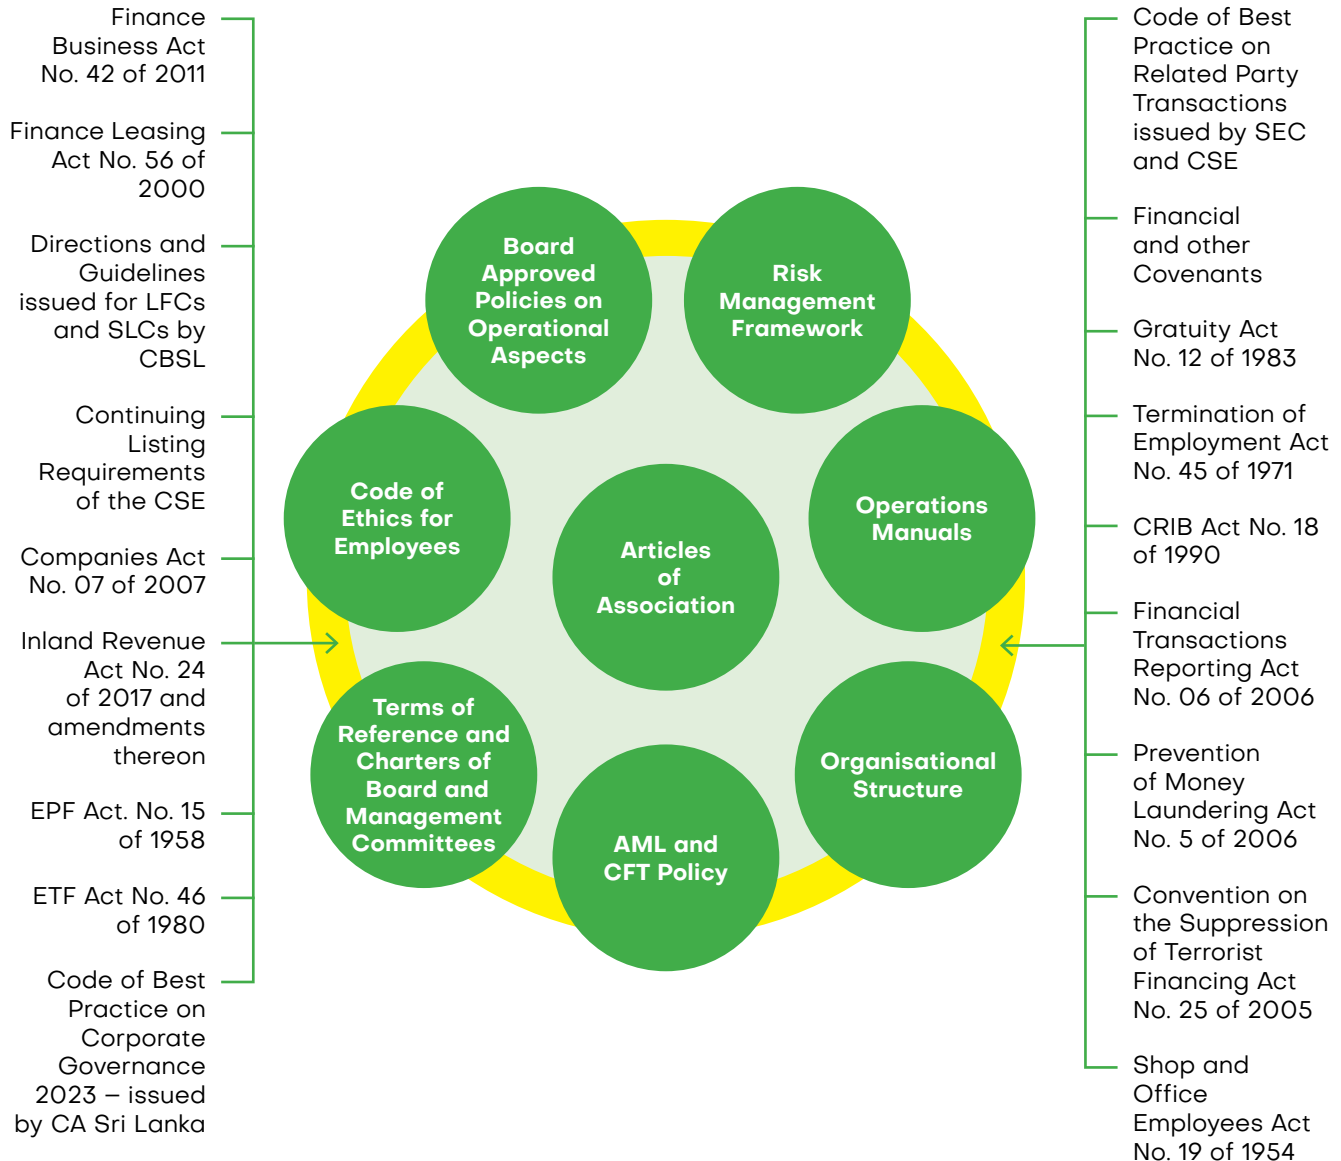 Finance
Business Act
No. 42 of 2011
Finance Leasing
Act No. 56 of
2000
Directions and
Guidelines
issued for LFCs
and SLCs by
CBSL
Continuing
Listing
Requirements
of the CSE
Companies Act
No. 07 of 2007
Inland Revenue
Act No. 24
of 2017 and
amendments
thereon
EPF Act. No. 15
of 1958
ETF Act No. 46
of 1980
Code of Best
Practice on
Corporate
Governance
2023 – issued
by CA Sri Lanka
Board
Approved
Policies on
Operational
Aspects
Risk
Management
Framework
Code of
Ethics for
Employees
Articles
of
Association
Operations
Manuals
Terms of
Reference and
Charters of
Board and
Management
Committees
AML and
CFT Policy
Organisational
Structure
Code of Best
Practice on
Related Party
Transactions
issued by SEC
and CSE
Financial
and other
Covenants
Gratuity Act
No. 12 of 1983
Termination of
Employment Act
No. 45 of 1971
CRIB Act No. 18
of 1990
Financial
Transactions
Reporting Act
No. 06 of 2006
Prevention
of Money
Laundering Act
No. 5 of 2006
Convention on
the Suppression
of Terrorist
Financing Act
No. 25 of 2005
Shop and
Office
Employees Act
No. 19 of 1954